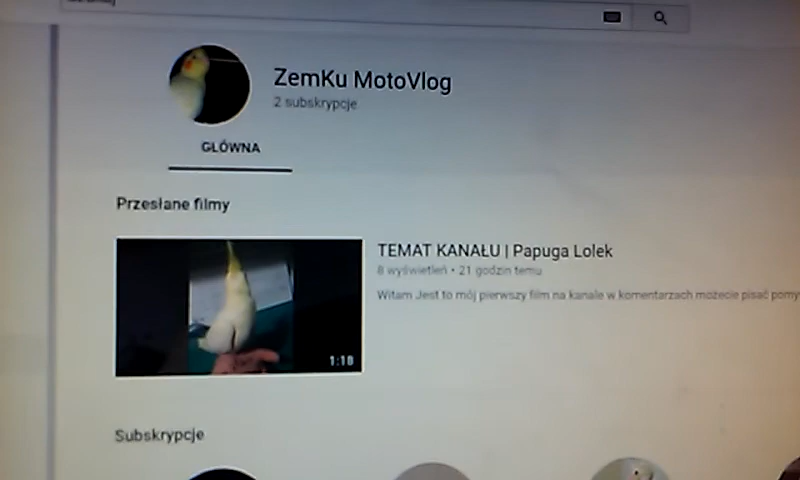 ZemKu MotoVlog
2 subskrypcje
GŁÓWNA
Przesłane filmy
TEMAT KANAŁU | Papuga Lolek
8 wyświetleń • 21 godzin temu
Witam Jest to mój pierwszy film na kanale w komentarzach możecie pisać pomy
1:18
Subskrypcje